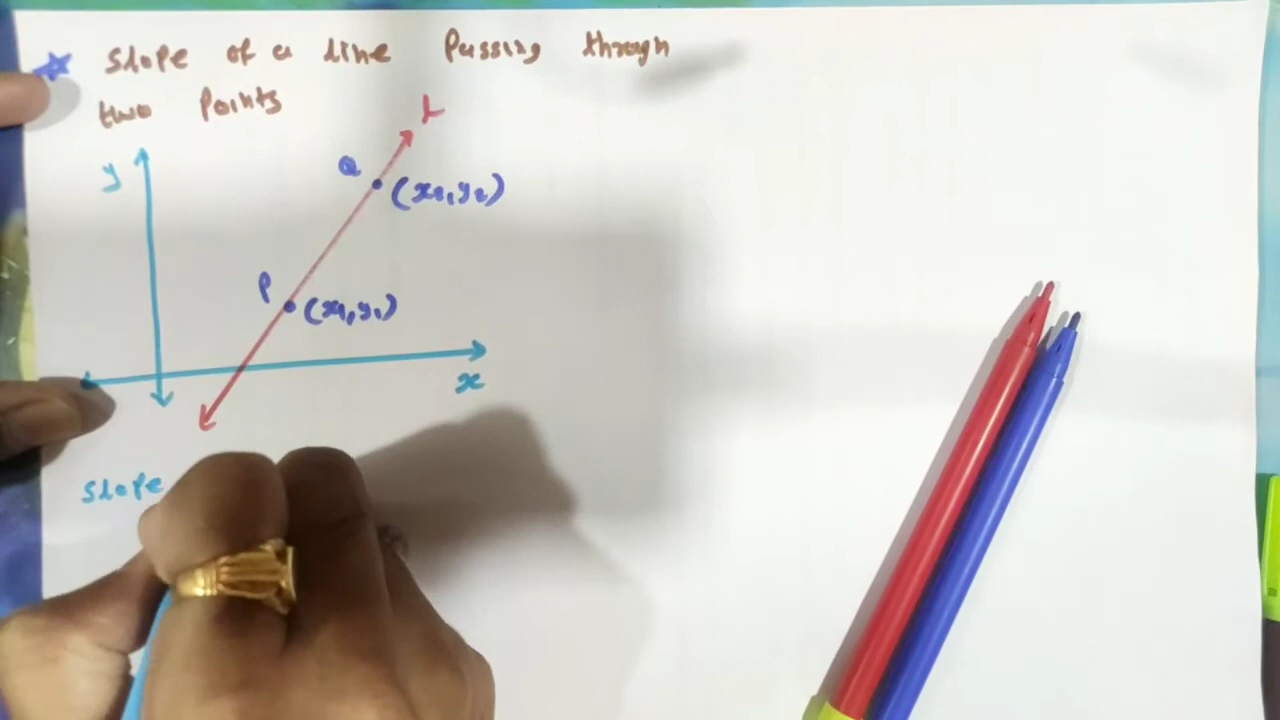 Slope of a line Passing through
two Points
L
y
Q
(x₂,y₂)
P
(x₁,y₁)
x
Slope